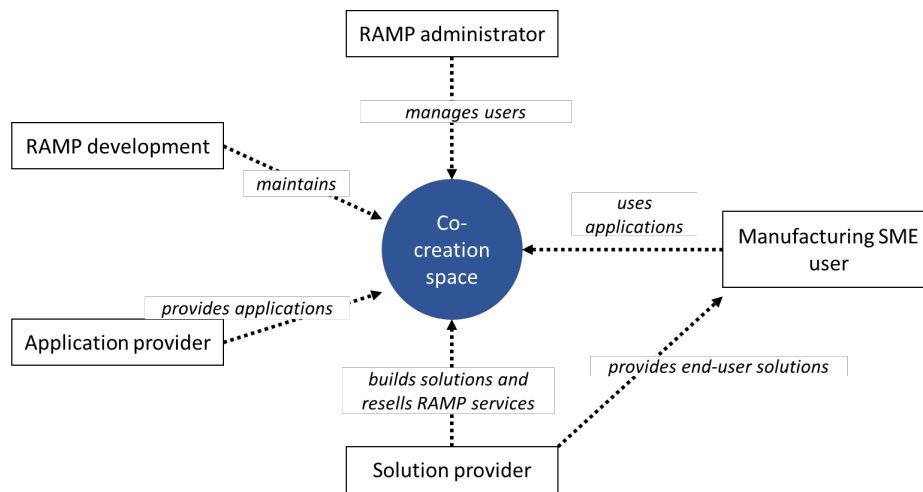 RAMP administrator
manages users
RAMP development
maintains
Co-
creation
space
uses
applications
Manufacturing SME
user
provides applications
Application provider
builds solutions and
resells RAMP services
provides end-user solutions
Solution provider